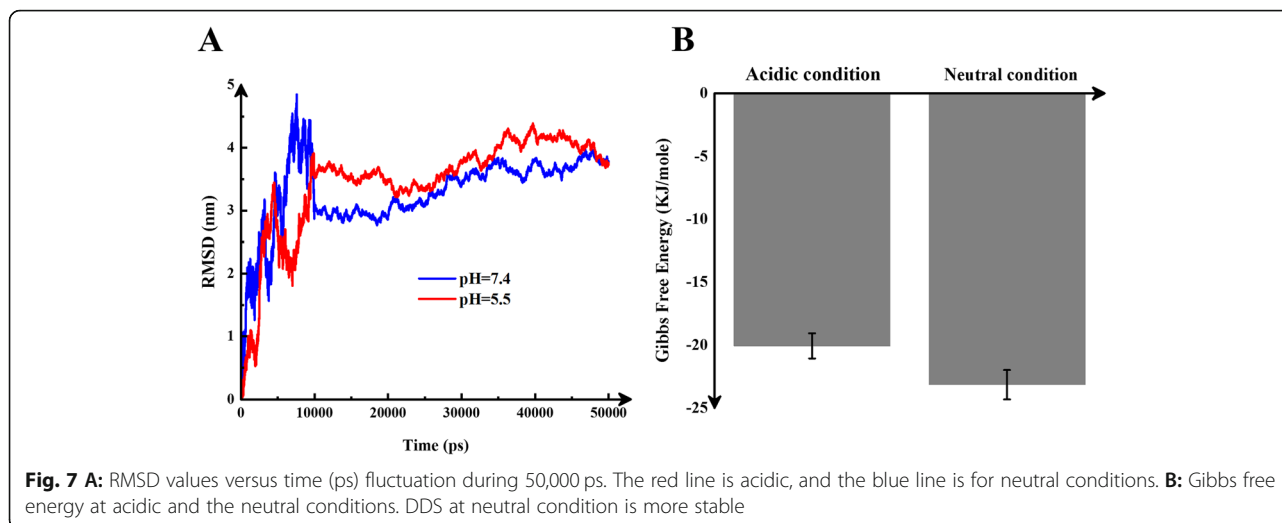 A
5
4
3
2
1
0
RMSD (nm)
pH=7.4
pH=5.5
0
10000
20000
30000
40000
50000
Time (ps)
B
Acidic condition
Neutral condition
0
-5
-10
-15
-20
-25
Gibbs Free Energy (KJ/mole)
Fig. 7 A: RMSD values versus time (ps) fluctuation during 50,000 ps. The red line is acidic, and the blue line is for neutral conditions. B: Gibbs free
energy at acidic and the neutral conditions. DDS at neutral condition is more stable